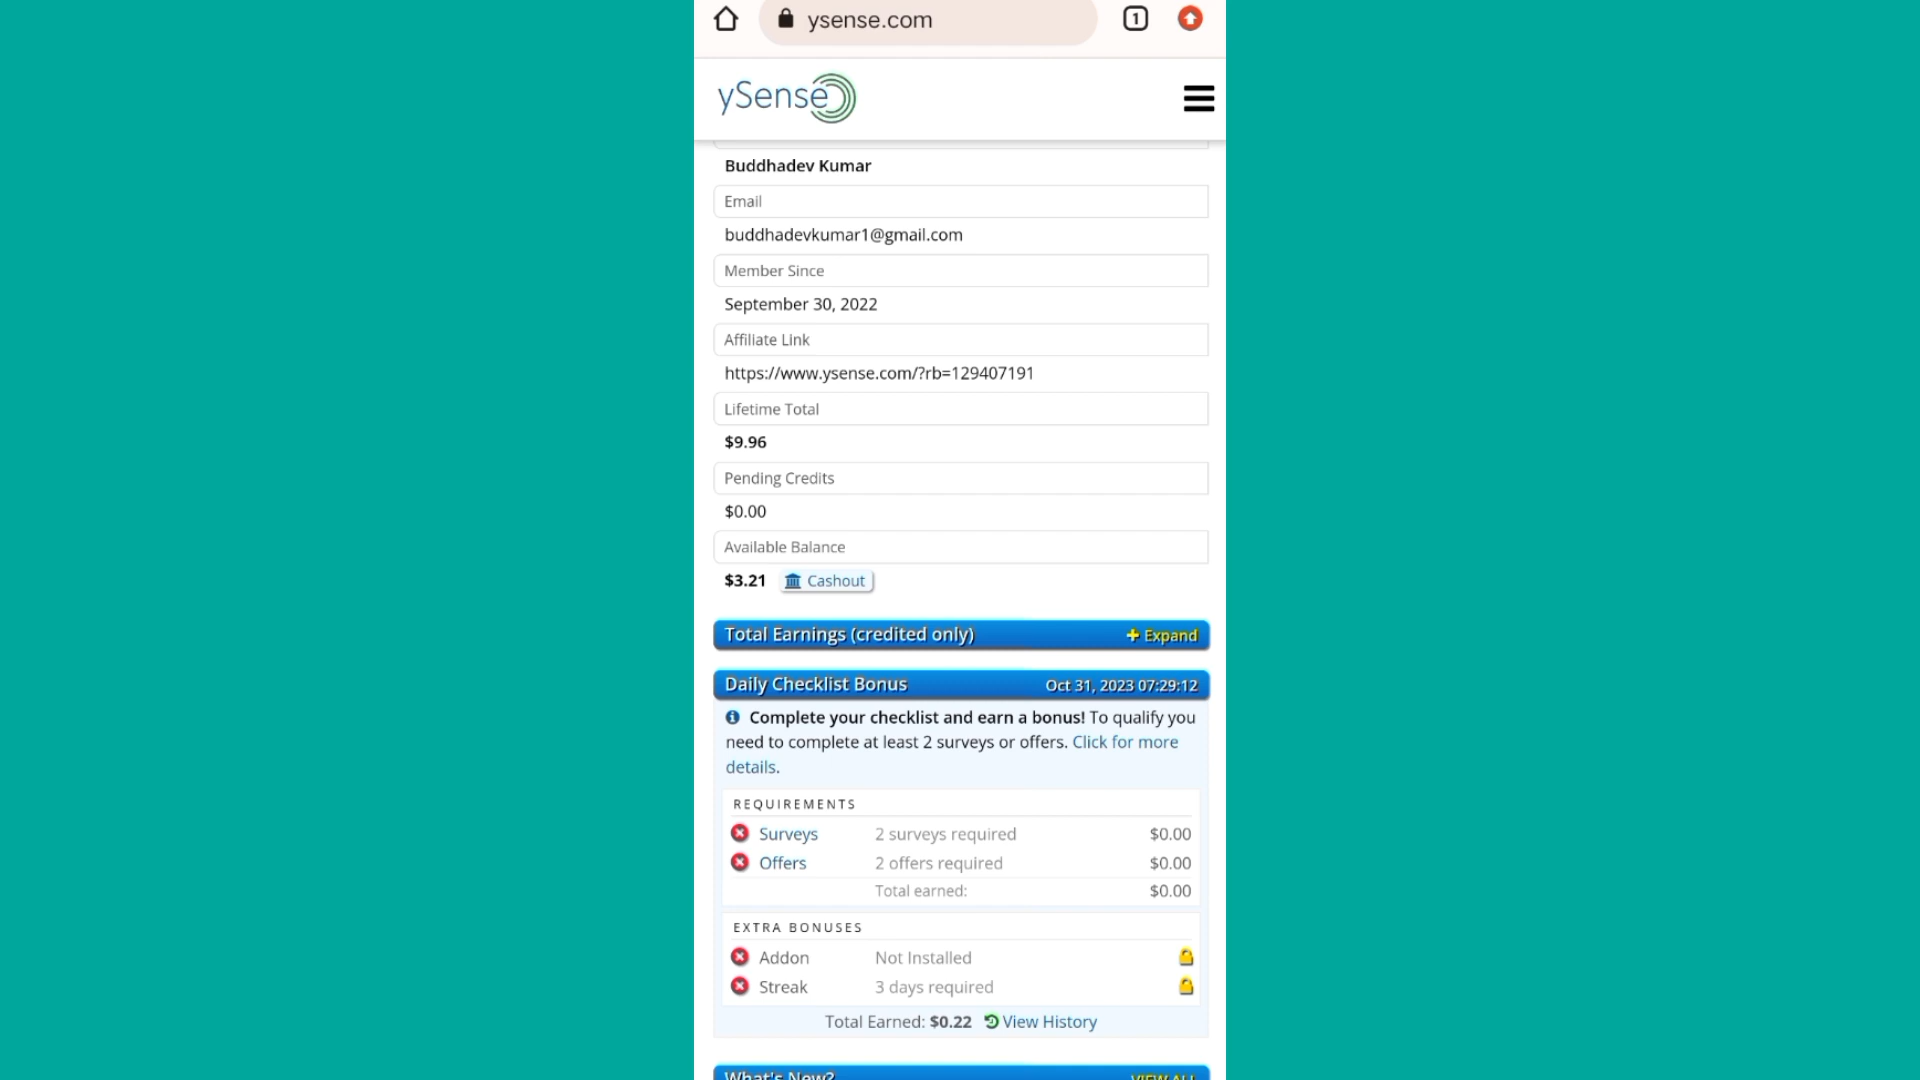 ysense.com
1
ySense
Buddhadev Kumar
Email
buddhadevkumar1@gmail.com
Member Since
September 30, 2022
Affiliate Link
https://www.ysense.com/?rb=129407191
Lifetime Total
$9.96
Pending Credits
$0.00
Available Balance
$3.21 Cashout
Total Earnings (credited only) + Expand
Daily Checklist Bonus Oct 31, 2023 07:29:12
Complete your checklist and earn a bonus! To qualify you
need to complete at least 2 surveys or offers. Click for more
details.
REQUIREMENTS
Surveys 2 surveys required $0.00
Offers 2 offers required $0.00
Total earned: $0.00
EXTRA BONUSES
Addon Not Installed
Streak 3 days required
Total Earned: $0.22 View History
What's New? VIEW ALL